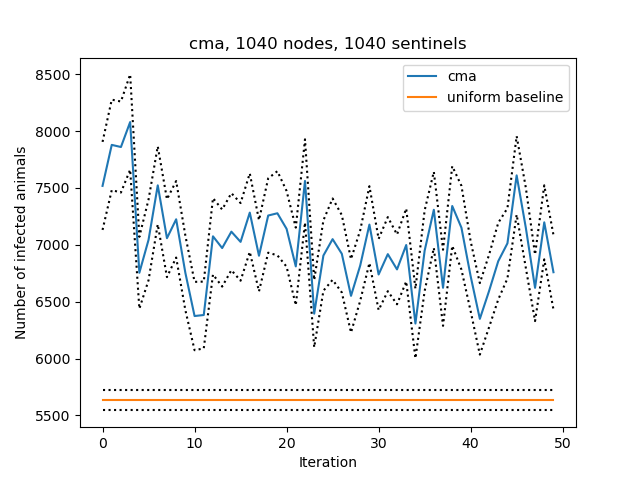 cma, 1040 nodes, 1040 sentinels
cma
uniform baseline
Number of infected animals
8500
8000
7500
7000
6500
6000
5500
0 10 20 30 40 50
Iteration